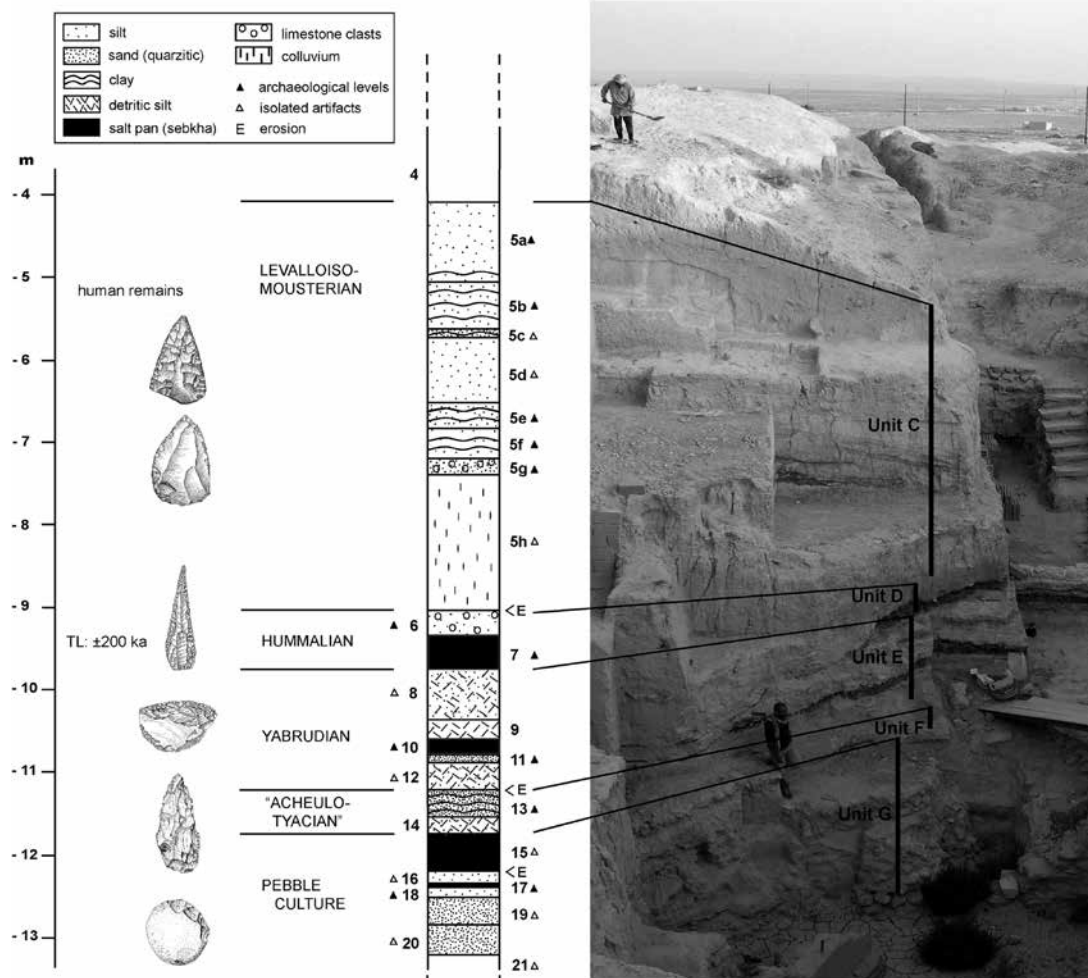 silt
sand (quarzitic)
clay
detritic silt
salt pan (sebkha)
limestone clasts
colluvium
▲ archaeological levels
△ isolated artifacts
E erosion
m
- 4
- 5
- 6
- 7
- 8
- 9
- 10
- 11
- 12
- 13
human remains
TL: ±200 ka
LEVALLOISO-
MOUSTERIAN
HUMMALIAN
YABRUDIAN
"ACHEULO-
TYACIAN"
PEBBLE
CULTURE
4
5a▲
5b▲
5c△
5d△
5e▲
5f▲
5g▲
5h△
<E
▲ 6
7 ▲
△ 8
9
▲ 10
11▲
△ 12
<E
13▲
14
15△
<E
△ 16
17▲
▲ 18
19△
△ 20
21△
Unit C
Unit D
Unit E
Unit F
Unit G